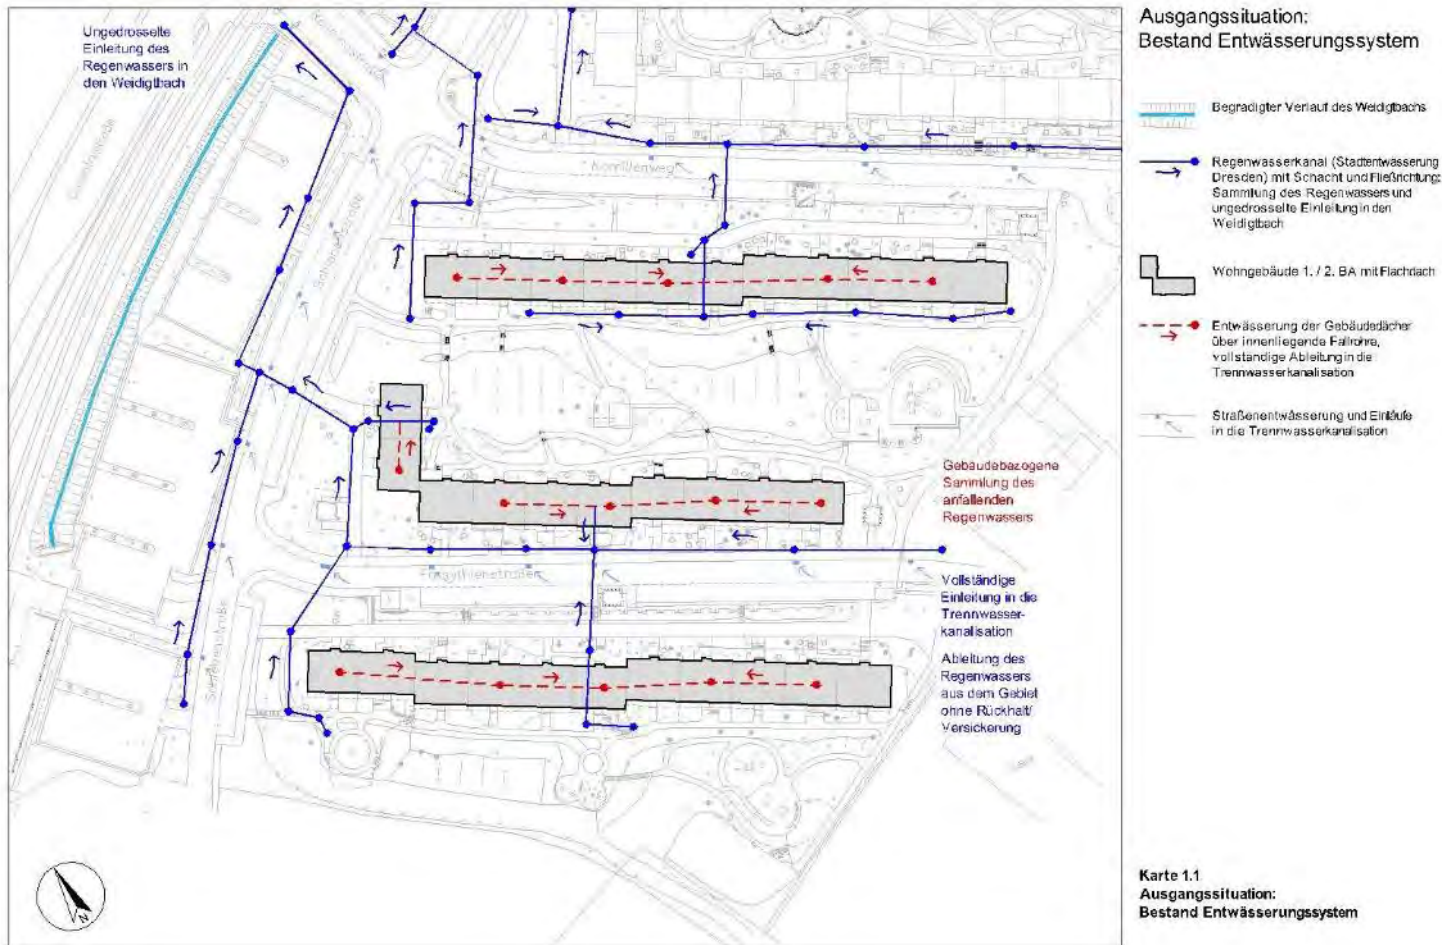 Ungedrosselte
Einleitung des
Regenwassers in
den Weidigtbach
Gebäudebezogene
Sammlung des
anfallenden
Regenwassers
Forsythienstraße
Vollständige
Einleitung in die
Trennwasser-
kanalisation
Ableitung des
Regenwassers
aus dem Gebiet
ohne Rückhalt/
Versickerung
N
Ausgangssituation:
Bestand Entwässerungssystem
Begradigter Verlauf des Weidigtbachs
Regenwasserkanal (Stadtentwässerung
Dresden) mit Schacht und Fließrichtung:
Sammlung des Regenwassers und
ungedrosselte Einleitung in den
Weidigtbach
Wohngebäude 1. / 2. BA mit Flachdach
Entwässerung der Gebäudedächer
über innenliegende Fallrohre,
vollständige Ableitung in die
Trennwasserkanalisation
Straßenentwässerung und Einläufe
in die Trennwasserkanalisation
Karte 1.1
Ausgangssituation:
Bestand Entwässerungssystem